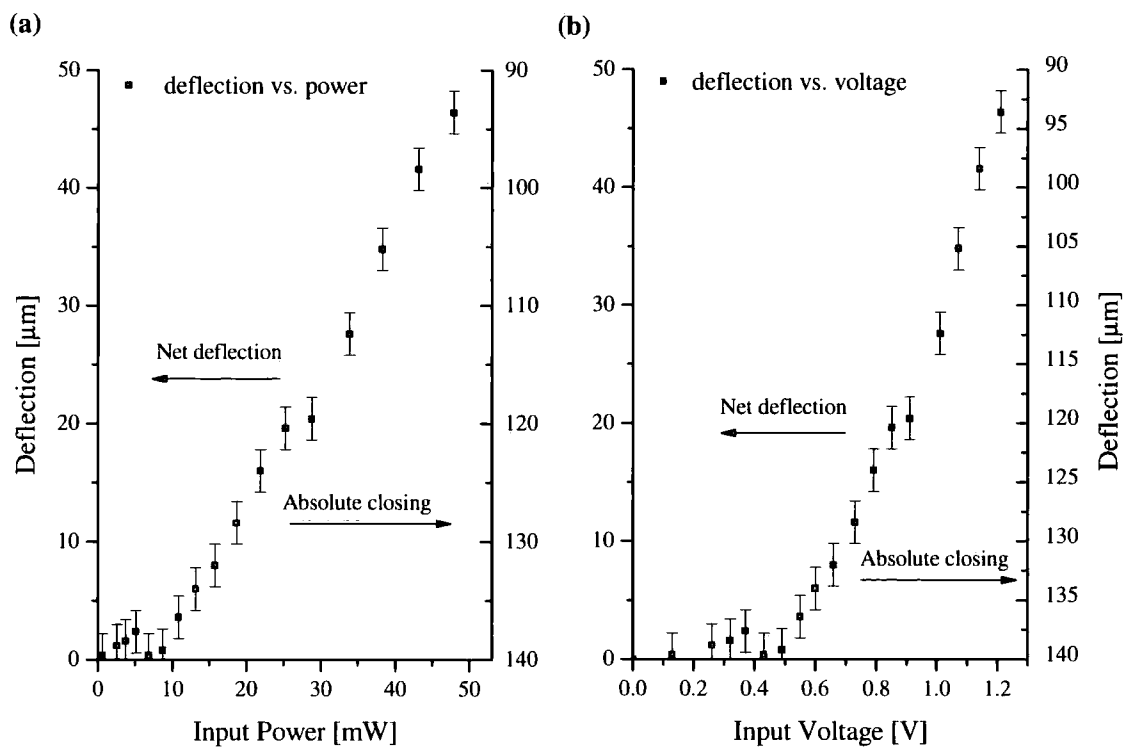 (a)
deflection vs. power
Net deflection
Absolute closing
Deflection [µm]
50
40
30
20
10
0
90
100
110
120
130
140
0 10 20 30 40 50
Input Power [mW]
(b)
deflection vs. voltage
Net deflection
Absolute closing
50
40
30
20
10
0
90
95
100
105
110
115
120
125
130
135
140
Deflection [µm]
0.0 0.2 0.4 0.6 0.8 1.0 1.2
Input Voltage [V]